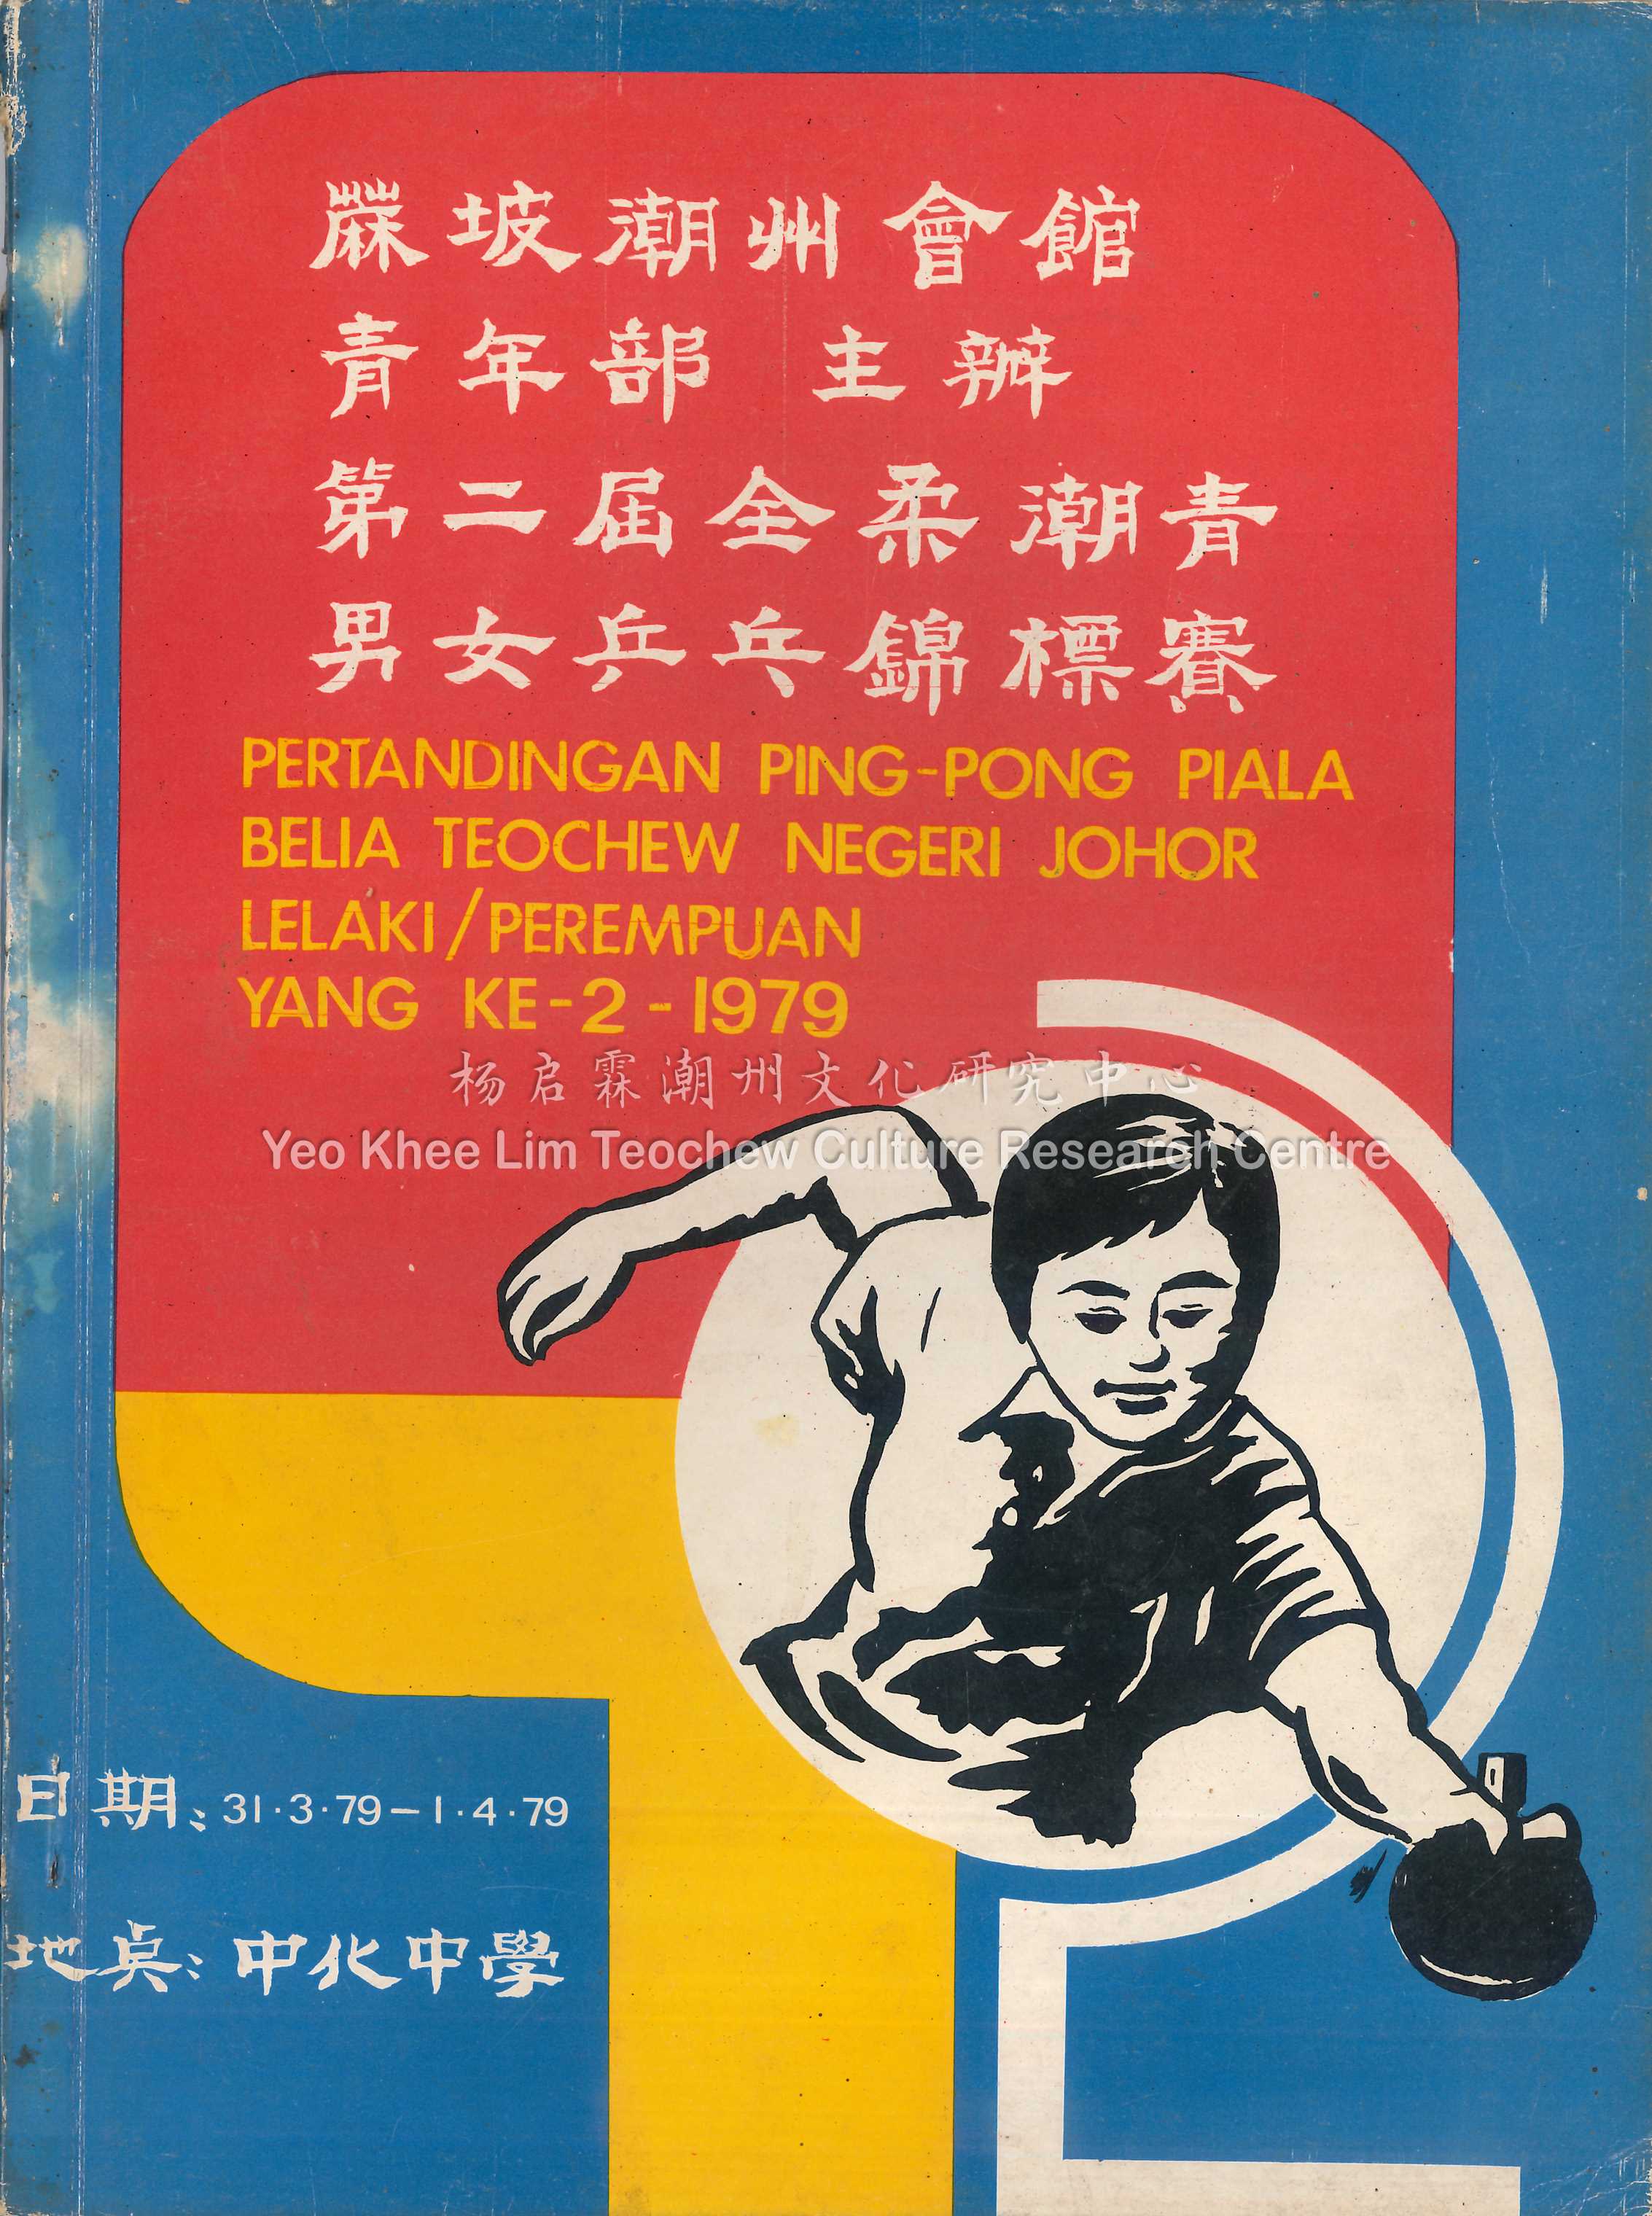 蔴坡潮州會館
青年部 主辦
第二届全柔潮青
男女乒乓錦標賽
PERTANDINGAN PING-PONG PIALA
BELIA TEOCHEW NEGERI JOHOR
LELAKI/PEREMPUAN
YANG KE-2-1979
杨启霖潮州文化研究中心
Yeo Khee Lim Teochew Culture Research Centre
日期:31·3·79-1·4·79
地奌:中化中學